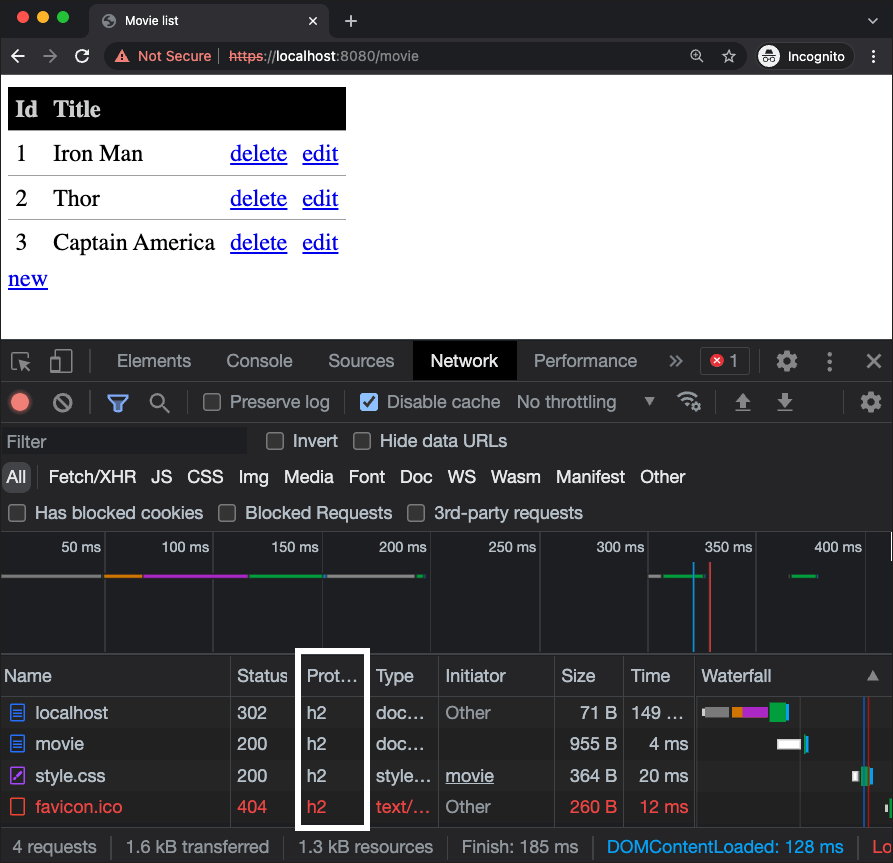 Movie list
Not Secure https://localhost:8080/movie Incognito
Id Title
1 Iron Man delete edit
2 Thor delete edit
3 Captain America delete edit
new
Elements Console Sources Network Performance 1
Preserve log Disable cache No throttling
Filter Invert Hide data URLs
All Fetch/XHR JS CSS Img Media Font Doc WS Wasm Manifest Other
Has blocked cookies Blocked Requests 3rd-party requests
50 ms 100 ms 150 ms 200 ms 250 ms 300 ms 350 ms 400 ms
Name Status Prot… Type Initiator Size Time Waterfall
localhost 302 h2 doc… Other 71 B 149 …
movie 200 h2 doc… 955 B 4 ms
style.css 200 h2 style… movie 364 B 20 ms
favicon.ico 404 h2 text/… Other 260 B 12 ms
4 requests 1.6 kB transferred 1.3 kB resources Finish: 185 ms DOMContentLoaded: 128 ms Lo